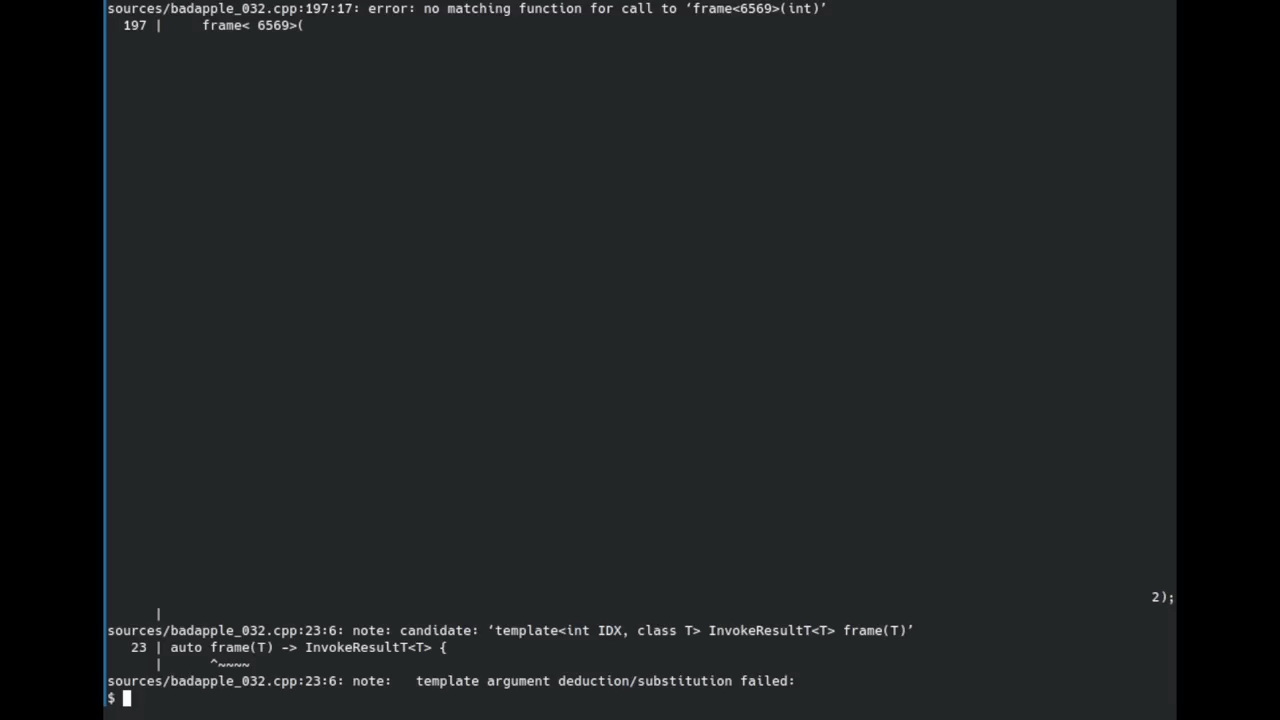 sources/badapple_032.cpp:197:17: error: no matching function for call to ‘frame<6569>(int)’
  197 |     frame< 6569>(
2);
      |
sources/badapple_032.cpp:23:6: note: candidate: ‘template<int IDX, class T> InvokeResultT<T> frame(T)’
   23 | auto frame(T) -> InvokeResultT<T> {
      |      ^~~~~
sources/badapple_032.cpp:23:6: note:   template argument deduction/substitution failed:
$